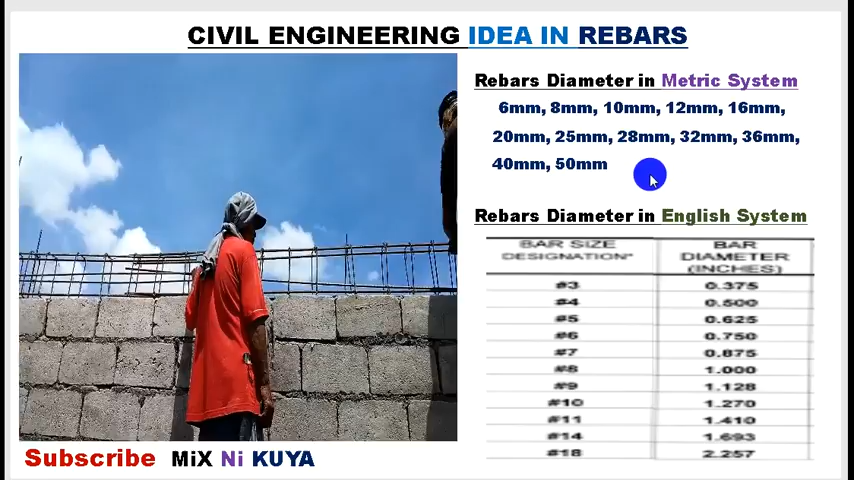 CIVIL ENGINEERING IDEA IN REBARS
Rebars Diameter in Metric System
6mm, 8mm, 10mm, 12mm, 16mm,
20mm, 25mm, 28mm, 32mm, 36mm,
40mm, 50mm
Rebars Diameter in English System
BAR SIZE DESIGNATION" BAR DIAMETER (INCHES)
#3 0.375
#4 0.500
#5 0.625
#6 0.750
#7 0.875
#8 1.000
#9 1.128
#10 1.270
#11 1.410
#14 1.693
#18 2.257
Subscribe MiX Ni KUYA